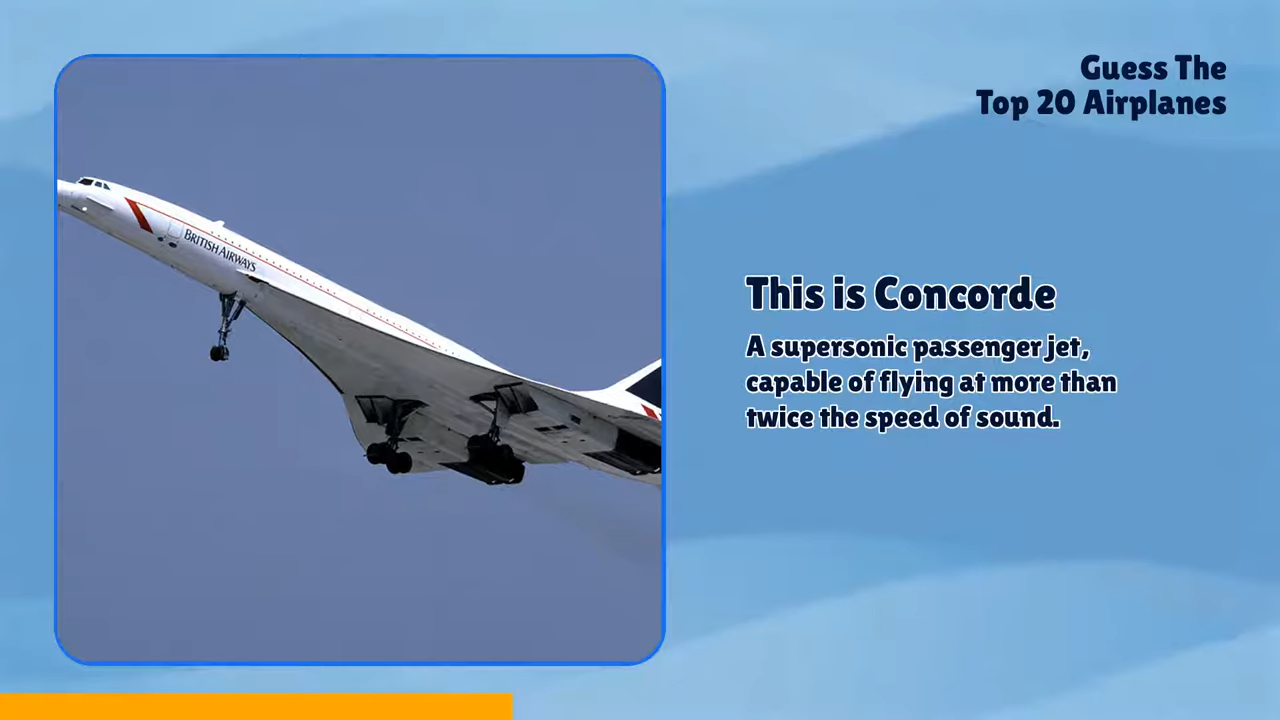 Guess The
Top 20 Airplanes
BRITISH AIRWAYS
This is Concorde
A supersonic passenger jet,
capable of flying at more than
twice the speed of sound.